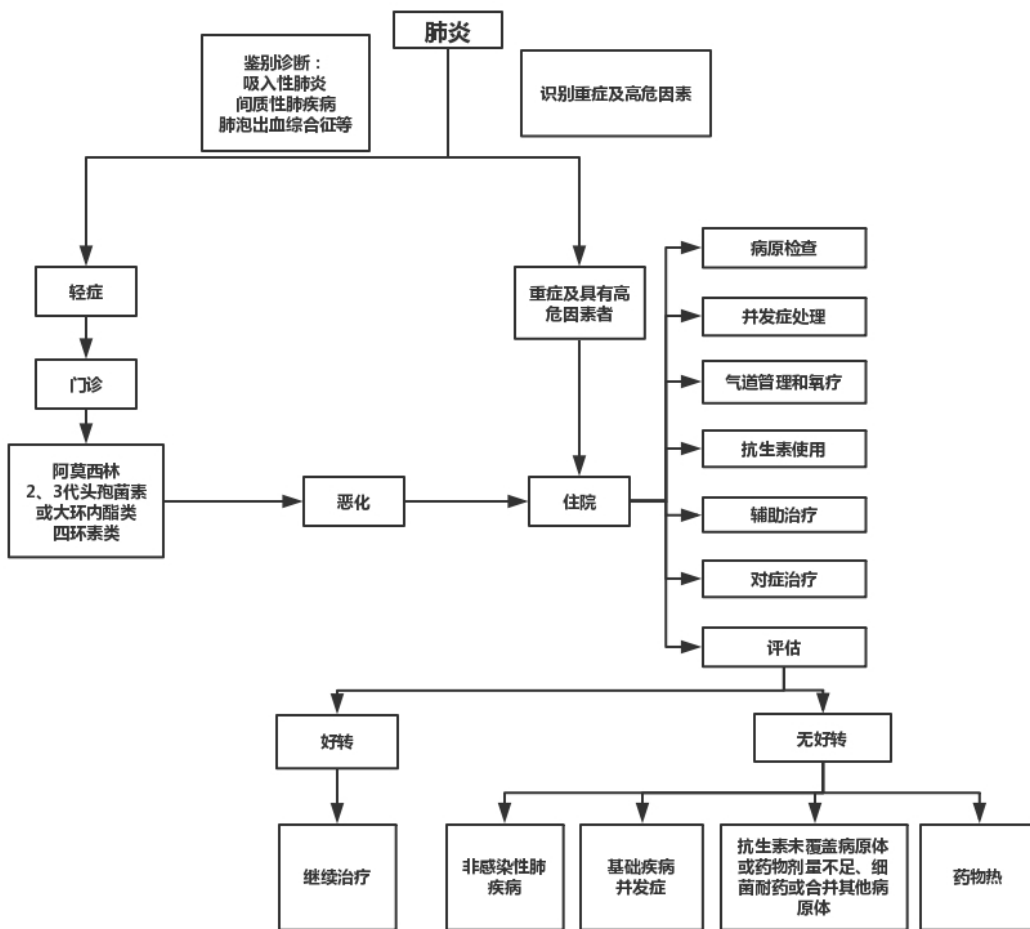 肺炎
鉴别诊断：
吸入性肺炎
间质性肺疾病
肺泡出血综合征等
识别重症及高危因素
病原检查
轻症
重症及具有高
危因素者
并发症处理
门诊
气道管理和氧疗
抗生素使用
阿莫西林
2、3代头孢菌素
或大环内酯类
四环素类
恶化
住院
辅助治疗
对症治疗
评估
好转
无好转
继续治疗
非感染性肺
疾病
基础疾病
并发症
抗生素未覆盖病原体
或药物剂量不足、细
菌耐药或合并其他病
原体
药物热